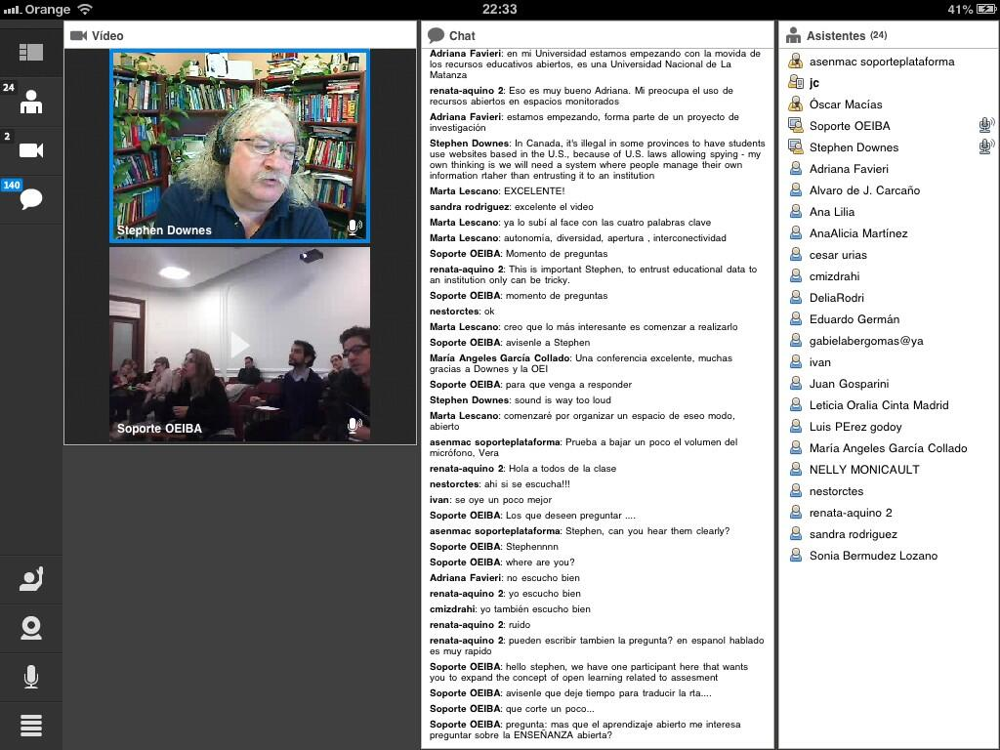 Orange
22:33
41%
Vídeo
24
2
140
Stephen Downes
Soporte OEIBA
Chat
Adriana Favieri: en mi Universidad estamos empezando con la movida de
los recursos educativos abiertos, es una Universidad Nacional de La
Matanza
renata-aquino 2: Eso es muy bueno Adriana. Mi preocupa el uso de
recursos abiertos en espacios monitorados
Adriana Favieri: estamos empezando, forma parte de un proyecto de
investigación
Stephen Downes: In Canada, it's illegal in some provinces to have students
use websites based in the U.S., because of U.S. laws allowing spying - my
own thinking is we will need a system where people manage their own
information rtaher than entrusting it to an institution
Marta Lescano: EXCELENTE!
sandra rodriguez: excelente el video
Marta Lescano: ya lo subí al face con las cuatro palabras clave
Marta Lescano: autonomía, diversidad, apertura , interconectividad
Soporte OEIBA: Momento de preguntas
renata-aquino 2: This is important Stephen, to entrust educational data to
an institution only can be tricky.
Soporte OEIBA: momento de preguntas
nestorctes: ok
Marta Lescano: creo que lo más interesante es comenzar a realizarlo
Soporte OEIBA: avisenle a Stephen
María Angeles García Collado: Una conferencia excelente, muchas
gracias a Downes y la OEI
Soporte OEIBA: para que venga a responder
Stephen Downes: sound is way too loud
Marta Lescano: comenzaré por organizar un espacio de eseo modo,
abierto
asenmac soporteplataforma: Prueba a bajar un poco el volumen del
micrófono, Vera
renata-aquino 2: Hola a todos de la clase
nestorctes: ahi si se escucha!!!
ivan: se oye un poco mejor
Soporte OEIBA: Los que deseen preguntar ....
asenmac soporteplataforma: Stephen, can you hear them clearly?
Soporte OEIBA: Stephennnn
Soporte OEIBA: where are you?
Adriana Favieri: no escucho bien
renata-aquino 2: yo escucho bien
cmizdrahi: yo también escucho bien
renata-aquino 2: ruido
renata-aquino 2: pueden escribir tambien la pregunta? en espanol hablado
es muy rapido
Soporte OEIBA: hello stephen, we have one participant here that wants
you to expand the concept of open learning related to assesment
Soporte OEIBA: avisenle que deje tiempo para traducir la rta....
Soporte OEIBA: que corte un poco...
Soporte OEIBA: pregunta: mas que el aprendizaje abierto me interesa
preguntar sobre la ENSEÑANZA abierta?
Asistentes (24)
asenmac soporteplataforma
jc
Óscar Macías
Soporte OEIBA
Stephen Downes
Adriana Favieri
Alvaro de J. Carcaño
Ana Lilia
AnaAlicia Martínez
cesar urias
cmizdrahi
DeliaRodri
Eduardo Germán
gabielabergomas@ya
ivan
Juan Gosparini
Leticia Oralia Cinta Madrid
Luis PErez godoy
María Angeles García Collado
NELLY MONICAULT
nestorctes
renata-aquino 2
sandra rodriguez
Sonia Bermudez Lozano